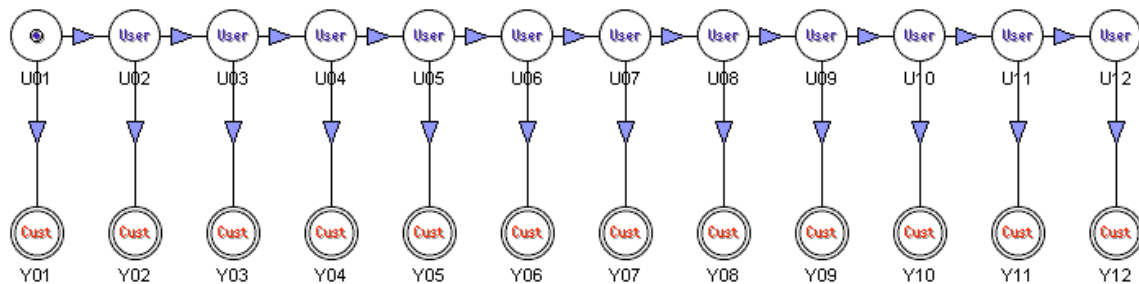 User User User User User User User User User User User
U01 U02 U03 U04 U05 U06 U07 U08 U09 U10 U11 U12
Cust Cust Cust Cust Cust Cust Cust Cust Cust Cust Cust Cust
Y01 Y02 Y03 Y04 Y05 Y06 Y07 Y08 Y09 Y10 Y11 Y12